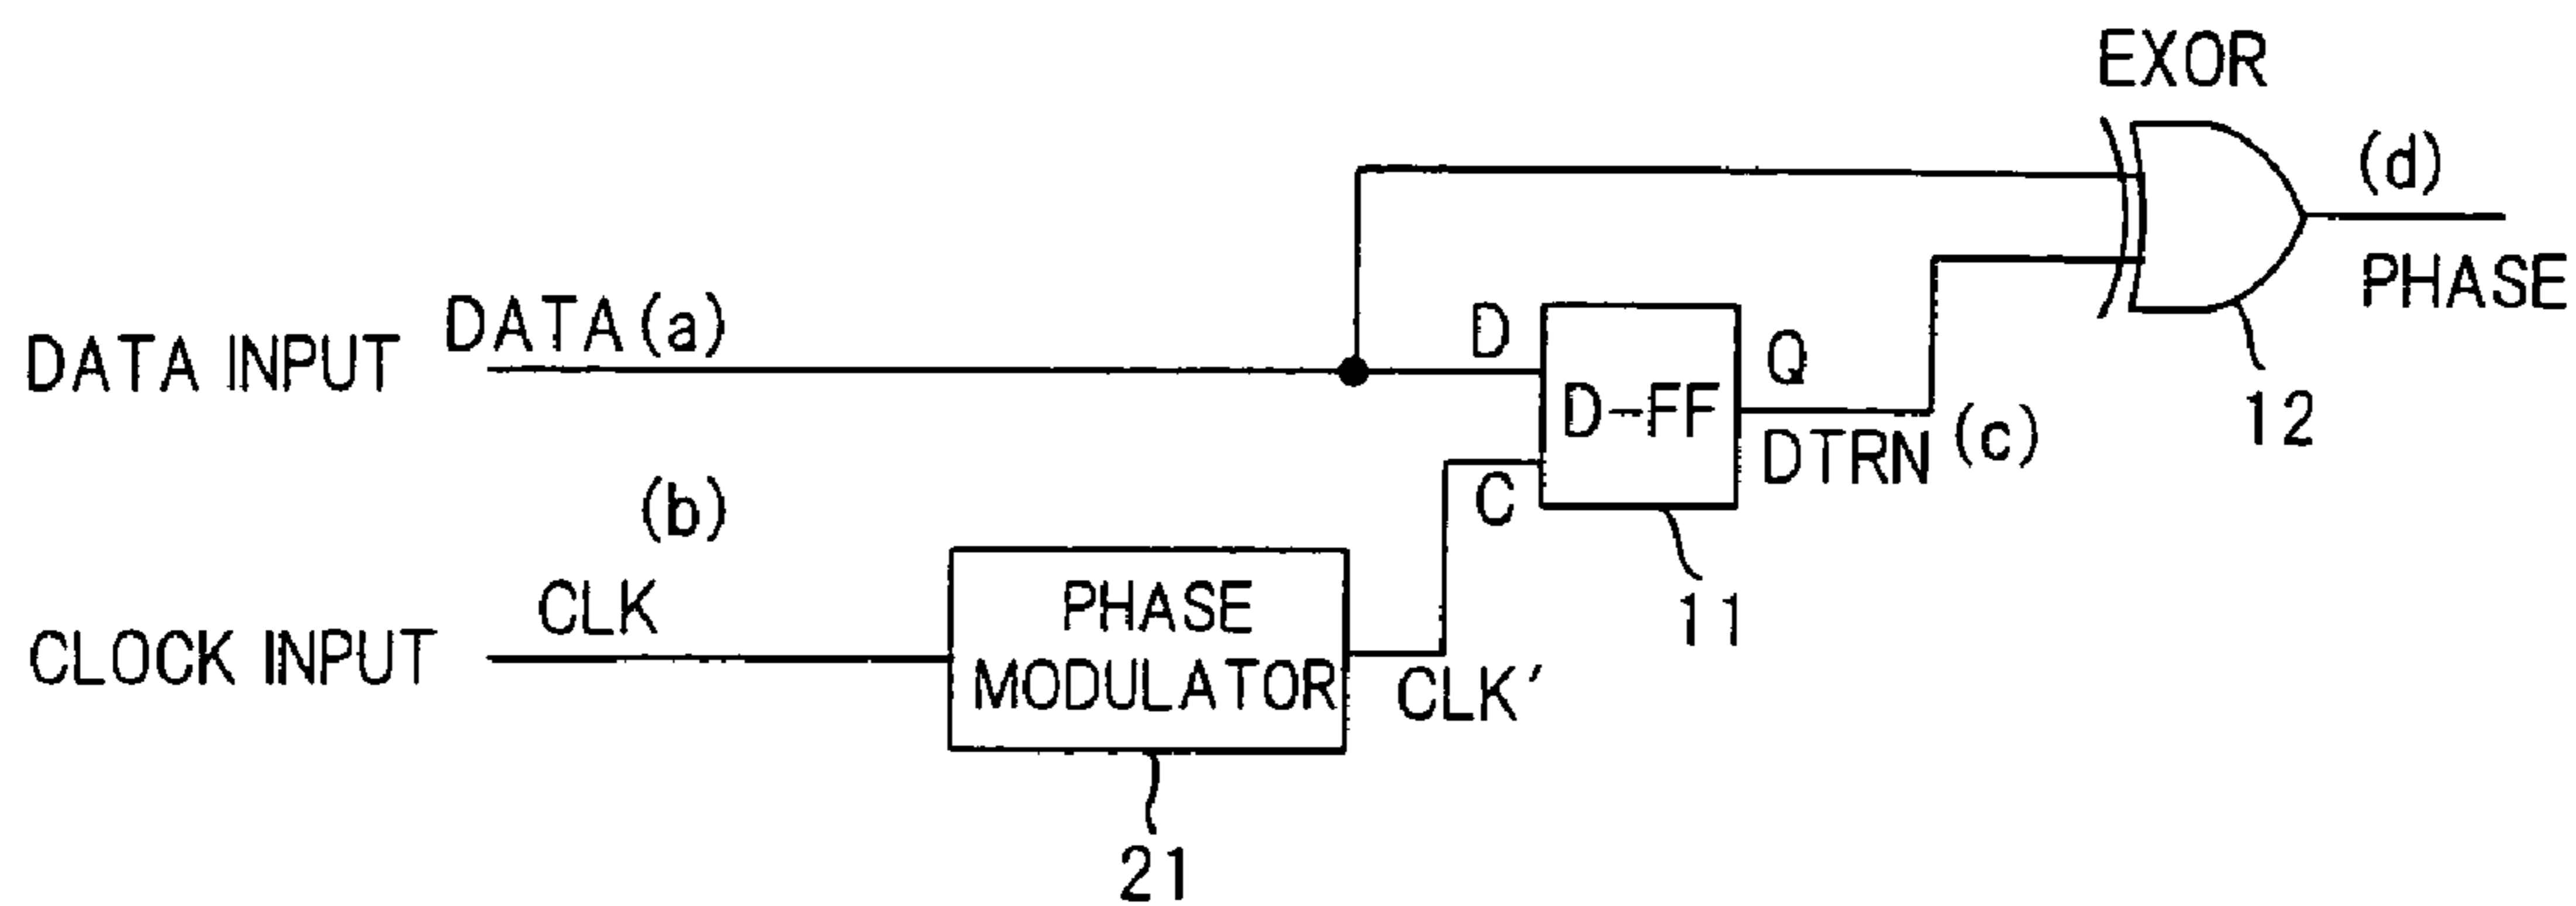 EXOR
(d)
PHASE
12
DATA INPUT
DATA (a)
D
D-FF
Q
DTRN (c)
C
11
(b)
CLOCK INPUT
CLK
PHASE
MODULATOR
CLK'
21